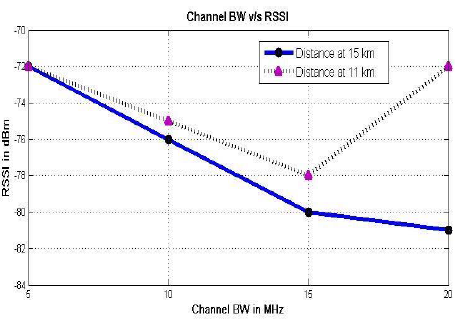 Channel BW v/s RSSI
Distance at 15 km
Distance at 11 km
RSSI in dBm
-70
-72
-74
-76
-78
-80
-82
-84
5
10
15
20
Channel BW in MHz